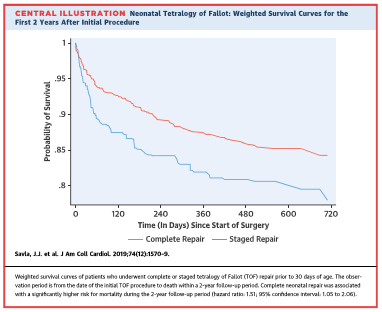 CENTRAL ILLUSTRATION Neonatal Tetralogy of Fallot: Weighted Survival Curves for the
First 2 Years After Initial Procedure
Probability of Survival
1
.95
.9
.85
.8
0 120 240 360 480 600 720
Time (In Days) Since Start of Surgery
Complete Repair Staged Repair
Savla, J.J. et al. J Am Coll Cardiol. 2019;74(12):1570-9.
Weighted survival curves of patients who underwent complete or staged tetralogy of Fallot (TOF) repair prior to 30 days of age. The obser-
vation period is from the date of the initial TOF procedure to death within a 2-year follow-up period. Complete neonatal repair was associated
with a significantly higher risk for mortality during the 2-year follow-up period (hazard ratio: 1.51; 95% confidence interval: 1.05 to 2.06).